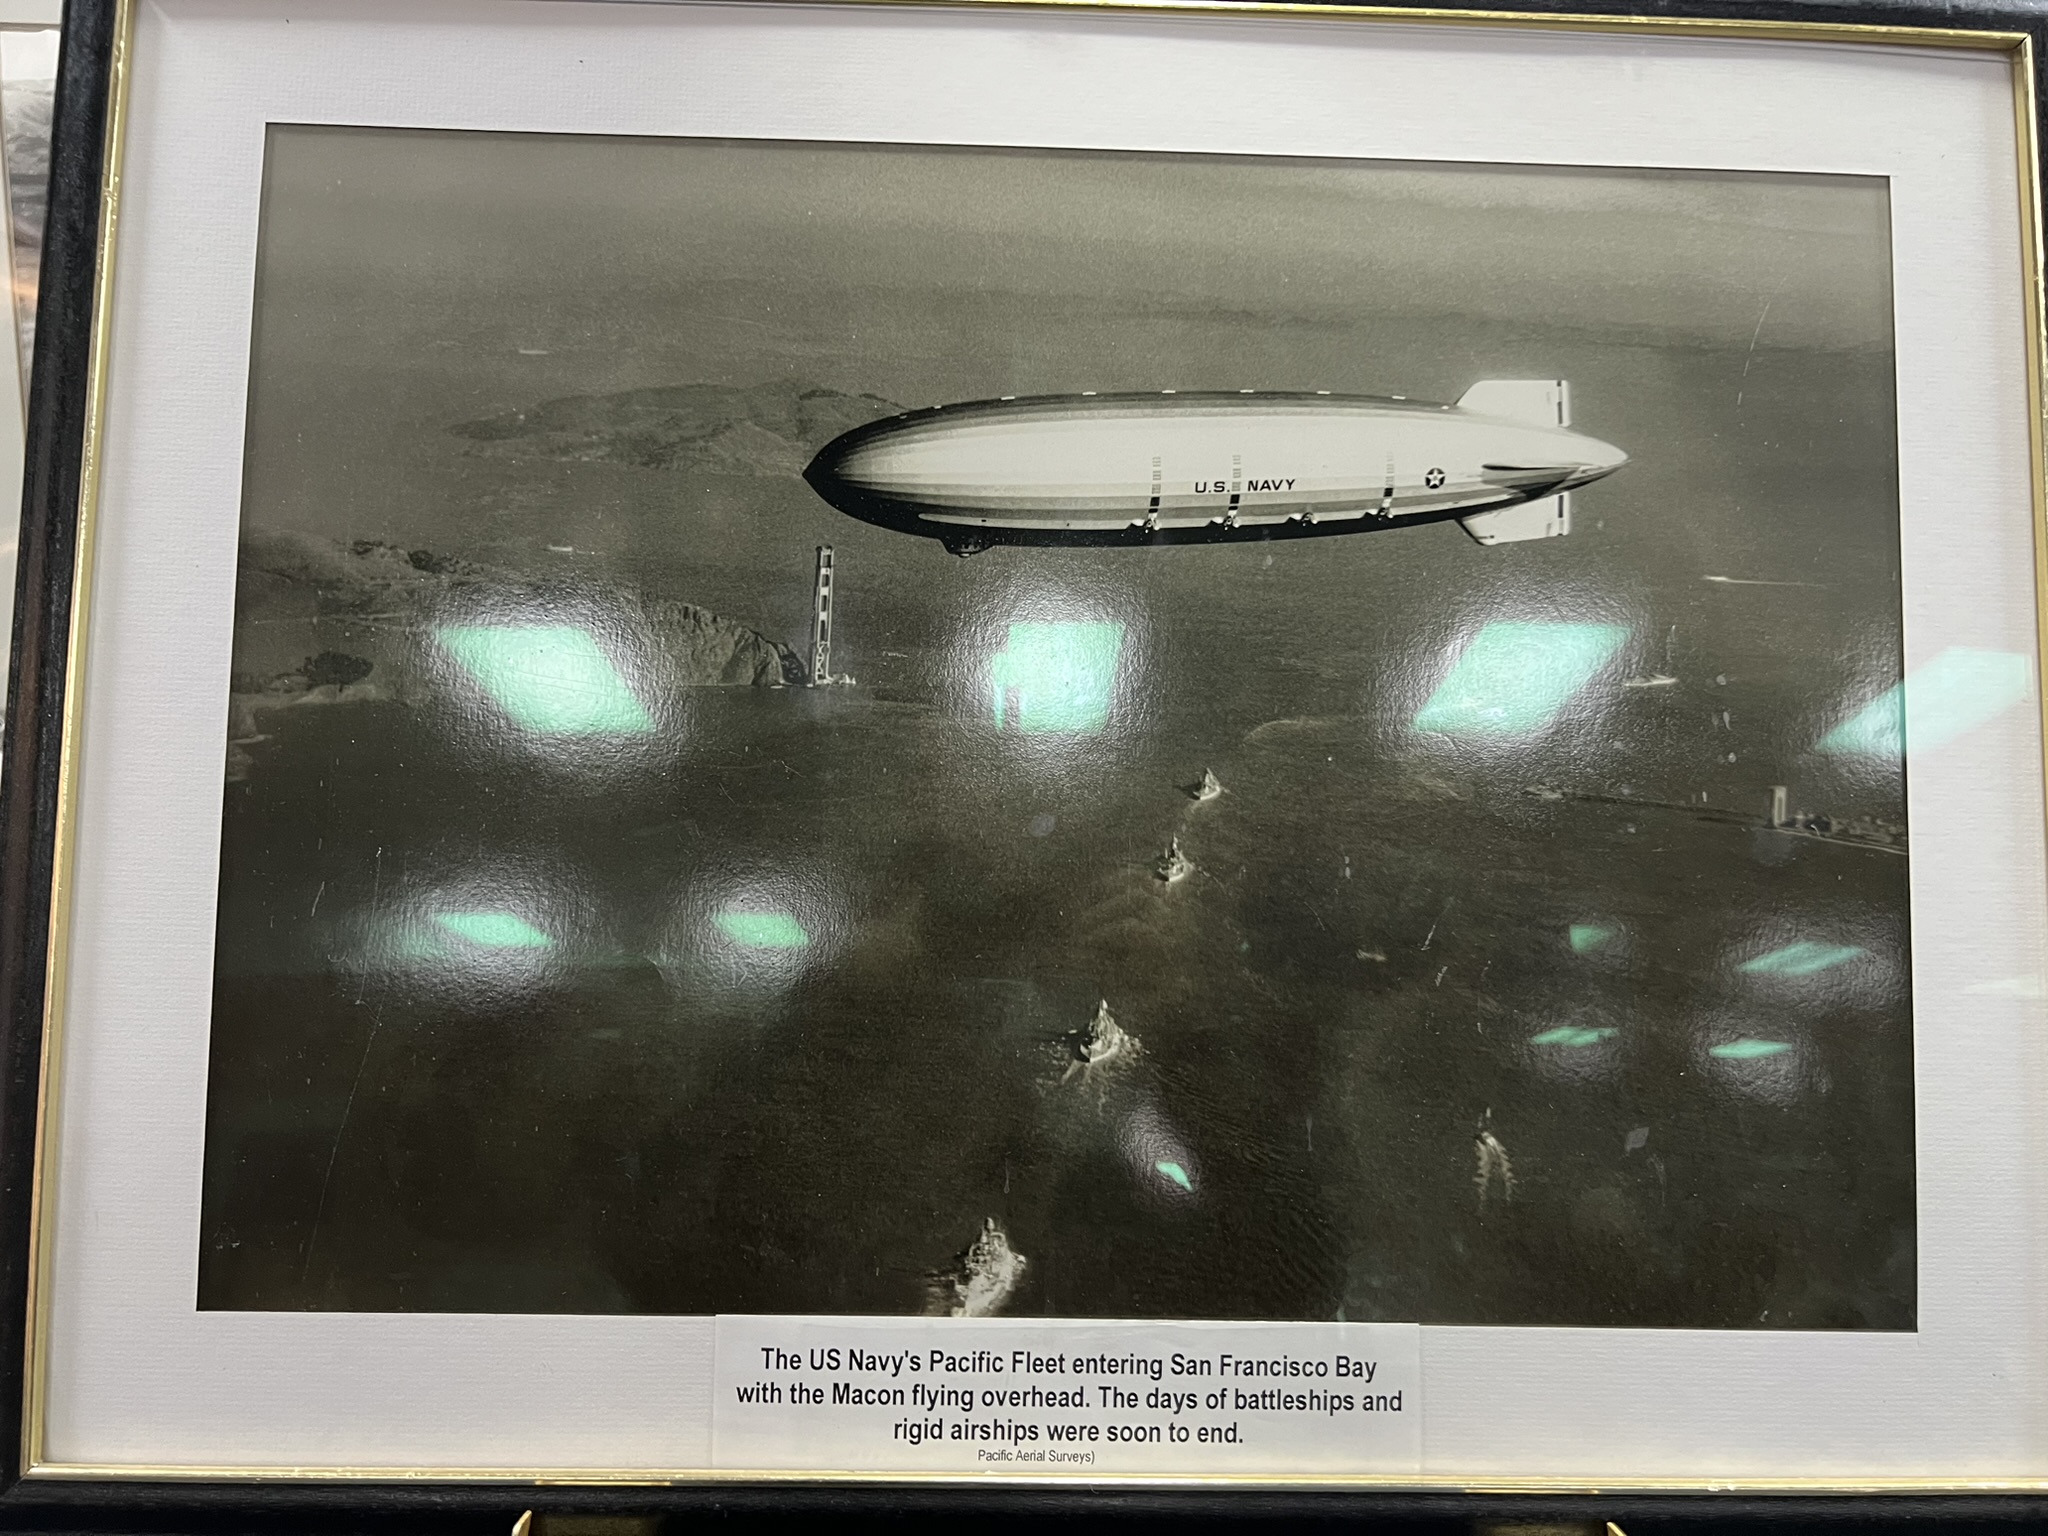 U.S. NAVY
The US Navy's Pacific Fleet entering San Francisco Bay
with the Macon flying overhead. The days of battleships and
rigid airships were soon to end.
Pacific Aerial Surveys)